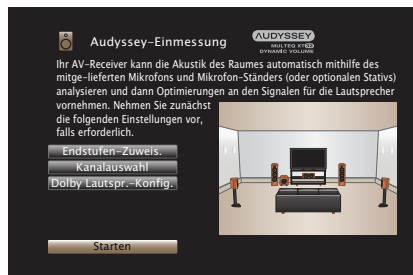 Audyssey-Einmessung
AUDYSSEY
MULTEQ XT32
DYNAMIC VOLUME
Ihr AV-Receiver kann die Akustik des Raumes automatisch mithilfe des
mitge-lieferten Mikrofons und Mikrofon-Ständers (oder optionalen Stativs)
analysieren und dann Optimierungen an den Signalen für die Lautsprecher
vornehmen. Nehmen Sie zunächst
die folgenden Einstellungen vor,
falls erforderlich.
Endstufen-Zuweis.
Kanalauswahl
Dolby Lautspr.-Konfig.
Starten